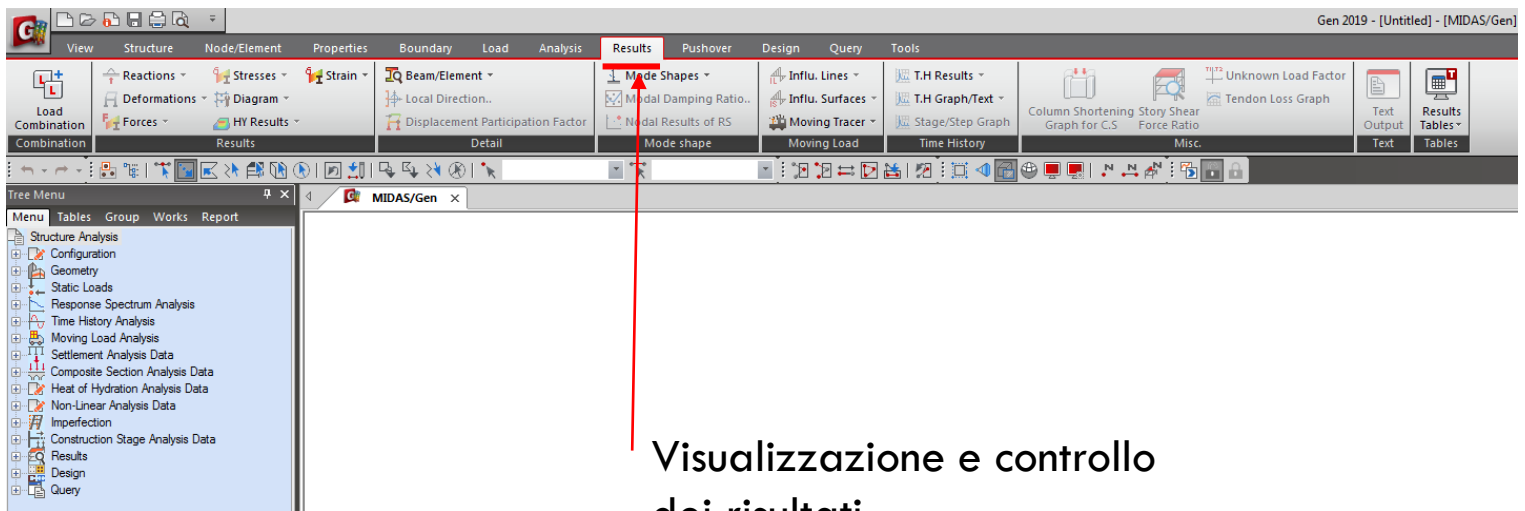 Gen 2019 - [Untitled] - [MIDAS/Gen]
View Structure Node/Element Properties Boundary Load Analysis Results Pushover Design Query Tools
Load Combination
Combination
Reactions Stresses Strain
Deformations Diagram
Forces HY Results
Results
Beam/Element
Local Direction..
Displacement Participation Factor
Detail
Mode Shapes
Modal Damping Ratio..
Nodal Results of RS
Mode shape
Influ. Lines
Influ. Surfaces
Moving Tracer
Moving Load
T.H Results
T.H Graph/Text
Stage/Step Graph
Time History
Column Shortening
Graph for C.S
Story Shear
Force Ratio
Unknown Load Factor
Tendon Loss Graph
Misc.
Text
Output
Text
Results
Tables
Tables
Tree Menu
MIDAS/Gen
Menu Tables Group Works Report
Structure Analysis
Configuration
Geometry
Static Loads
Response Spectrum Analysis
Time History Analysis
Moving Load Analysis
Settlement Analysis Data
Composite Section Analysis Data
Heat of Hydration Analysis Data
Non-Linear Analysis Data
Imperfection
Construction Stage Analysis Data
Results
Design
Query
Visualizzazione e controllo
dei risultati